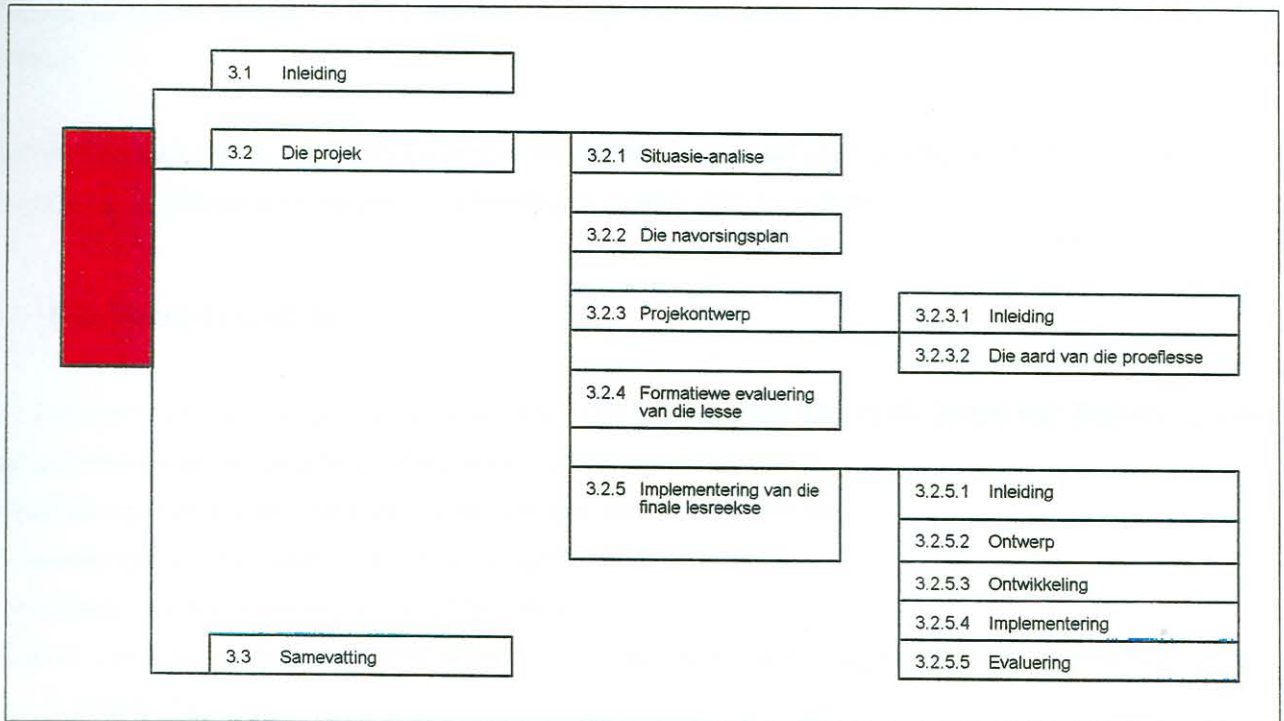 3.1 Inleiding
3.2 Die projek
3.2.1 Situasie-analise
3.2.2 Die navorsingsplan
3.2.3 Projekontwerp
3.2.3.1 Inleiding
3.2.3.2 Die aard van die proeflesse
3.2.4 Formatiewe evaluering
van die lesse
3.2.5 Implementering van die
finale lesreekse
3.2.5.1 Inleiding
3.2.5.2 Ontwerp
3.2.5.3 Ontwikkeling
3.2.5.4 Implementering
3.2.5.5 Evaluering
3.3 Samevatting